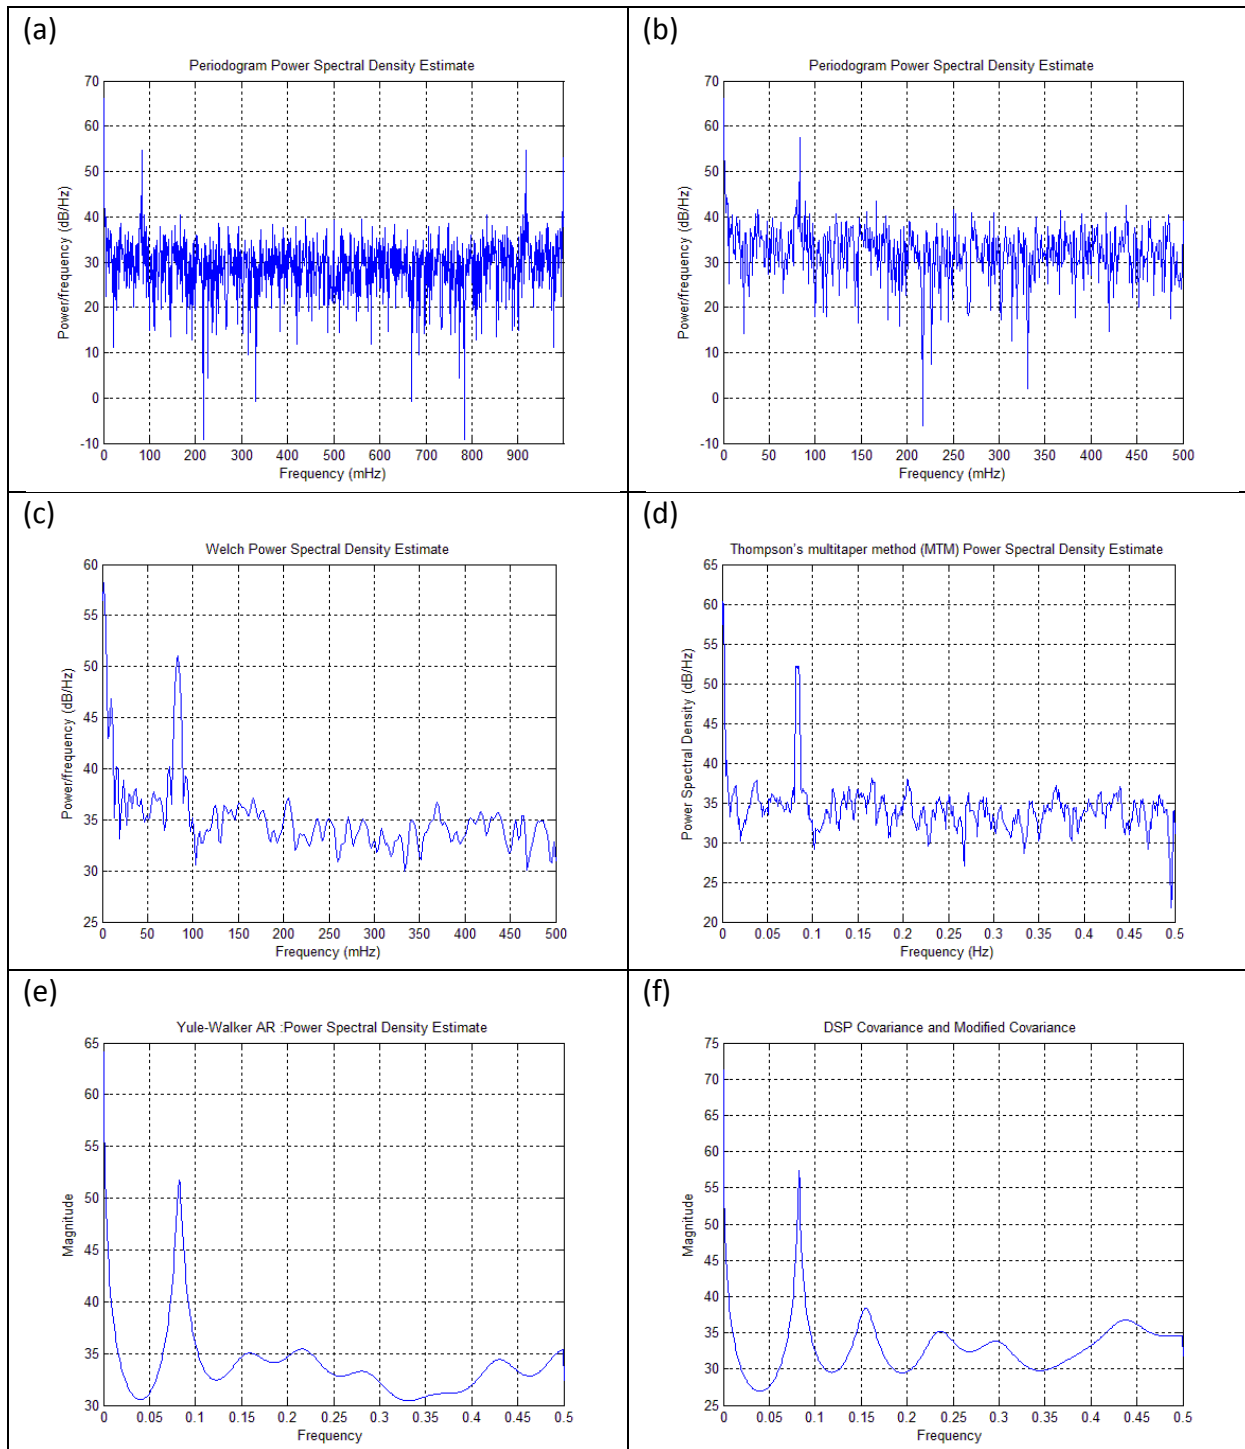 (a)
Periodogram Power Spectral Density Estimate
Power/frequency (dB/Hz)
70
60
50
40
30
20
10
0
-10
0 100 200 300 400 500 600 700 800 900
Frequency (mHz)
(b)
Periodogram Power Spectral Density Estimate
Power/frequency (dB/Hz)
70
60
50
40
30
20
10
0
-10
0 50 100 150 200 250 300 350 400 450 500
Frequency (mHz)
(c)
Welch Power Spectral Density Estimate
Power/frequency (dB/Hz)
60
55
50
45
40
35
30
25
0 50 100 150 200 250 300 350 400 450 500
Frequency (mHz)
(d)
Thompson's multitaper method (MTM) Power Spectral Density Estimate
Power Spectral Density (dB/Hz)
65
60
55
50
45
40
35
30
25
20
0 0.05 0.1 0.15 0.2 0.25 0.3 0.35 0.4 0.45 0.5
Frequency (Hz)
(e)
Yule-Walker AR :Power Spectral Density Estimate
Magnitude
65
60
55
50
45
40
35
30
0 0.05 0.1 0.15 0.2 0.25 0.3 0.35 0.4 0.45 0.5
Frequency
(f)
DSP Covariance and Modified Covariance
Magnitude
75
70
65
60
55
50
45
40
35
30
25
0 0.05 0.1 0.15 0.2 0.25 0.3 0.35 0.4 0.45 0.5
Frequency